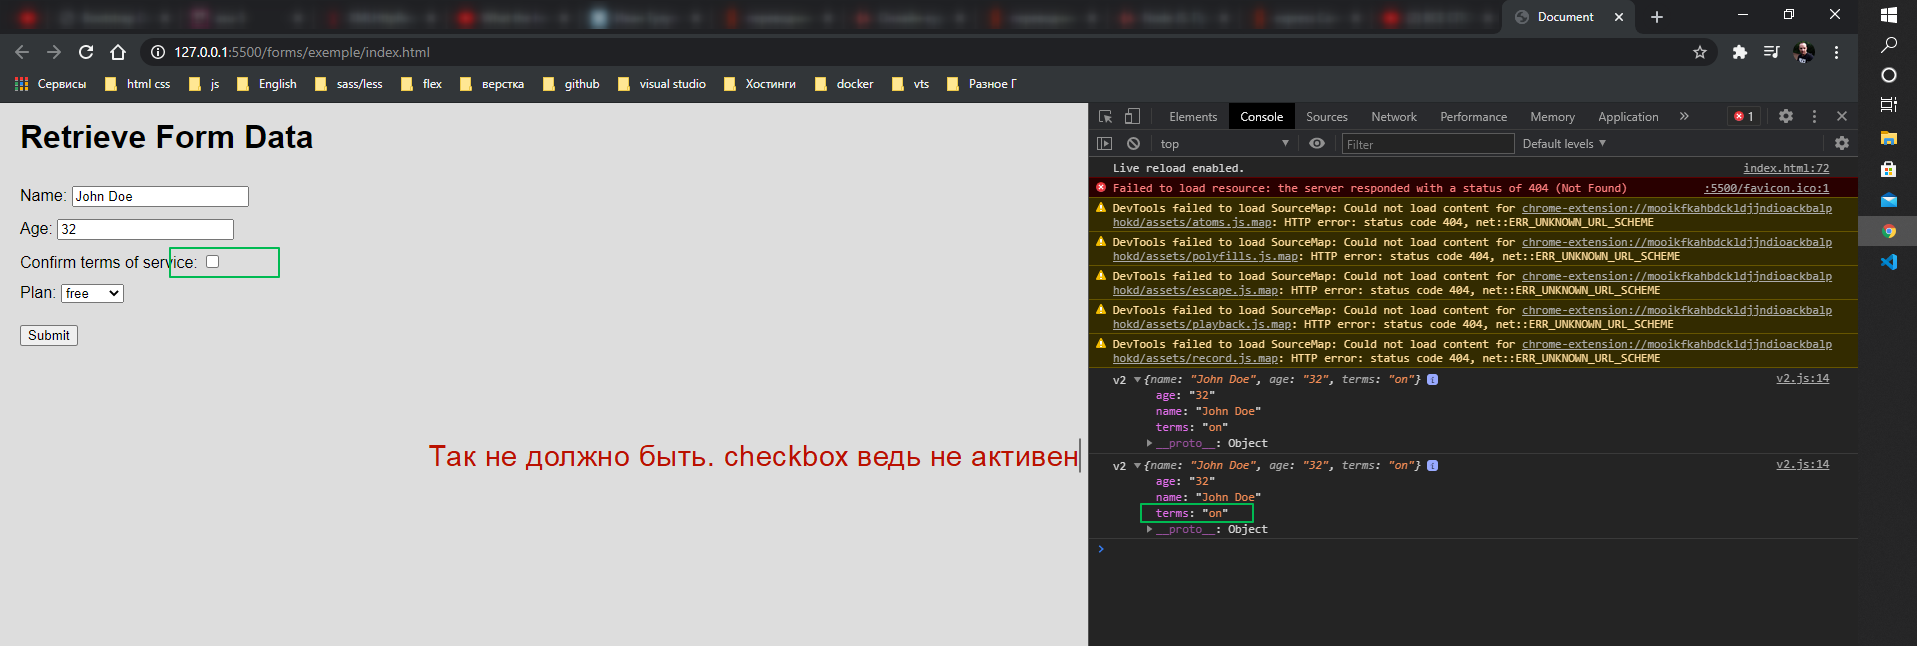 Document
127.0.0.1:5500/forms/exemple/index.html
Сервисы html css js English sass/less flex верстка github visual studio Хостинги docker vts Разное Г
Retrieve Form Data
Name: John Doe
Age: 32
Confirm terms of service:
Plan: free
Submit
Так не должно быть. checkbox ведь не активен
Elements Console Sources Network Performance Memory Application » 1
top Filter Default levels
Live reload enabled. index.html:72
Failed to load resource: the server responded with a status of 404 (Not Found) :5500/favicon.ico:1
DevTools failed to load SourceMap: Could not load content for chrome-extension://mooikfkahbdckldjjndioackbalp
hokd/assets/atoms.js.map: HTTP error: status code 404, net::ERR_UNKNOWN_URL_SCHEME
DevTools failed to load SourceMap: Could not load content for chrome-extension://mooikfkahbdckldjjndioackbalp
hokd/assets/polyfills.js.map: HTTP error: status code 404, net::ERR_UNKNOWN_URL_SCHEME
DevTools failed to load SourceMap: Could not load content for chrome-extension://mooikfkahbdckldjjndioackbalp
hokd/assets/escape.js.map: HTTP error: status code 404, net::ERR_UNKNOWN_URL_SCHEME
DevTools failed to load SourceMap: Could not load content for chrome-extension://mooikfkahbdckldjjndioackbalp
hokd/assets/playback.js.map: HTTP error: status code 404, net::ERR_UNKNOWN_URL_SCHEME
DevTools failed to load SourceMap: Could not load content for chrome-extension://mooikfkahbdckldjjndioackbalp
hokd/assets/record.js.map: HTTP error: status code 404, net::ERR_UNKNOWN_URL_SCHEME
v2 {name: "John Doe", age: "32", terms: "on"} v2.js:14
age: "32"
name: "John Doe"
terms: "on"
__proto__: Object
v2 {name: "John Doe", age: "32", terms: "on"} v2.js:14
age: "32"
name: "John Doe"
terms: "on"
__proto__: Object